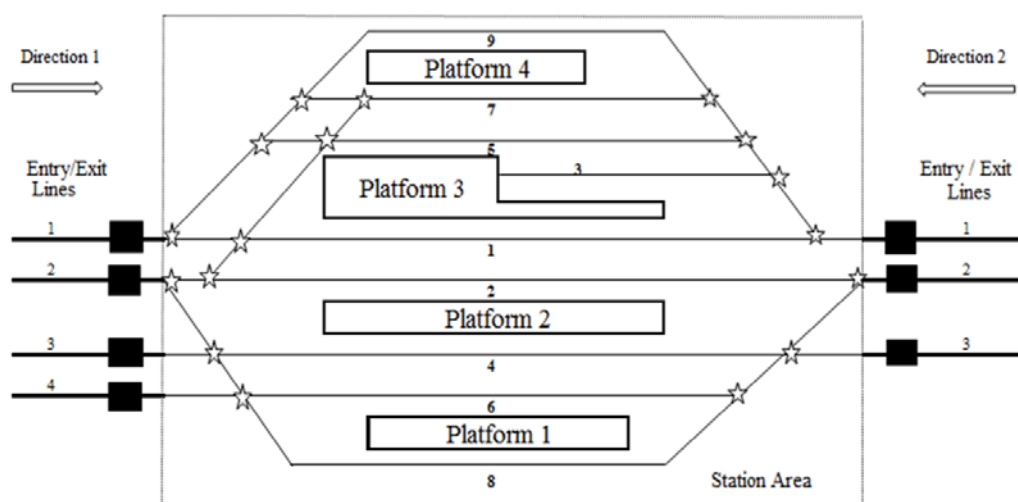 9
Direction 1
Platform 4
Direction 2
7
Entry/Exit
Lines
5
3
Platform 3
Entry / Exit
Lines
1
1
1
2
2
2
Platform 2
3
4
3
4
6
Platform 1
8
Station Area